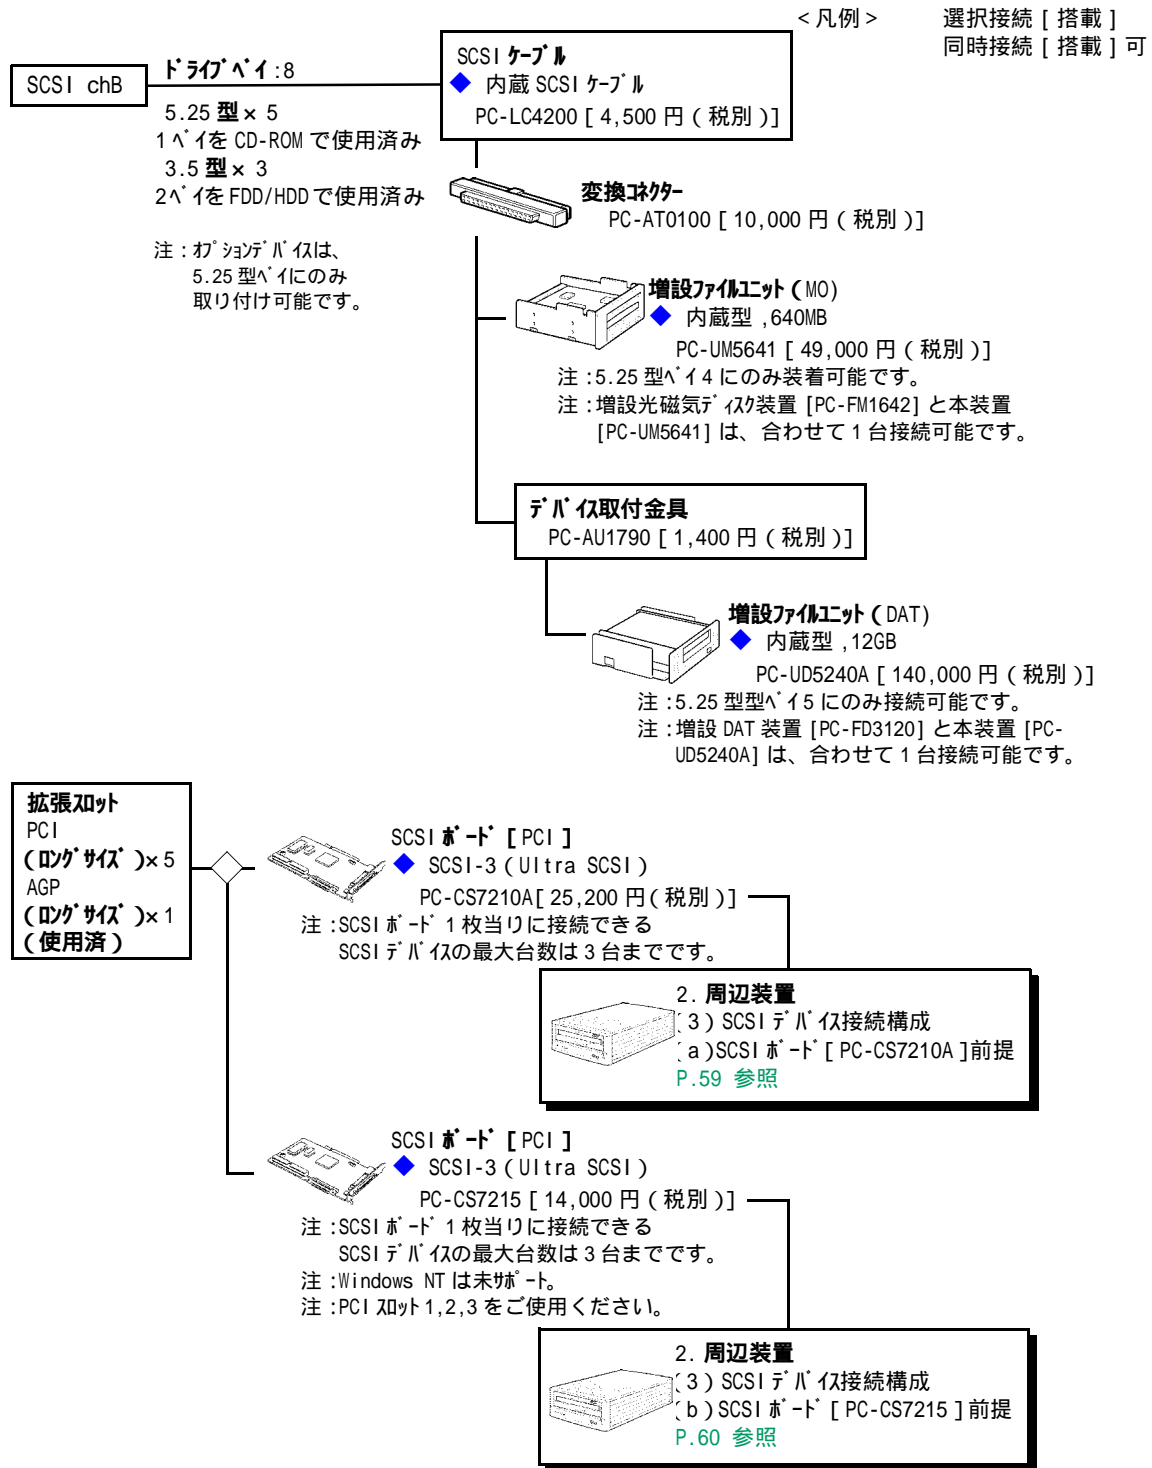 <凡例> 選択接続[搭載]
同時接続[搭載]可
SCSI chB
ドライブベイ:8
5.25型×5
1ベイをCD-ROMで使用済み
3.5型×3
2ベイをFDD/HDDで使用済み
注:オプションデバイスは、
5.25型ベイにのみ
取り付け可能です。
SCSIケーブル
◆ 内蔵SCSIケーブル
PC-LC4200[4,500円(税別)]
変換コネクター
PC-AT0100[10,000円(税別)]
増設ファイルユニット(MO)
◆ 内蔵型,640MB
PC-UM5641[49,000円(税別)]
注:5.25型ベイ4にのみ装着可能です。
注:増設光磁気ディスク装置[PC-FM1642]と本装置
[PC-UM5641]は、合わせて1台接続可能です。
デバイス取付金具
PC-AU1790[1,400円(税別)]
増設ファイルユニット(DAT)
◆ 内蔵型,12GB
PC-UD5240A[140,000円(税別)]
注:5.25型型ベイ5にのみ接続可能です。
注:増設DAT装置[PC-FD3120]と本装置[PC-
UD5240A]は、合わせて1台接続可能です。
拡張スロット
PCI
(ロングサイズ)×5
AGP
(ロングサイズ)×1
(使用済)
SCSIボード[PCI]
◆ SCSI-3(Ultra SCSI)
PC-CS7210A[25,200円(税別)]
注:SCSIボード1枚当りに接続できる
SCSIデバイスの最大台数は3台までです。
2.周辺装置
(3)SCSIデバイス接続構成
(a)SCSIボード[PC-CS7210A]前提
P.59 参照
SCSIボード[PCI]
◆ SCSI-3(Ultra SCSI)
PC-CS7215[14,000円(税別)]
注:SCSIボード1枚当りに接続できる
SCSIデバイスの最大台数は3台までです。
注:Windows NTは未サポート。
注:PCIスロット1,2,3をご使用ください。
2.周辺装置
(3)SCSIデバイス接続構成
(b)SCSIボード[PC-CS7215]前提
P.60 参照